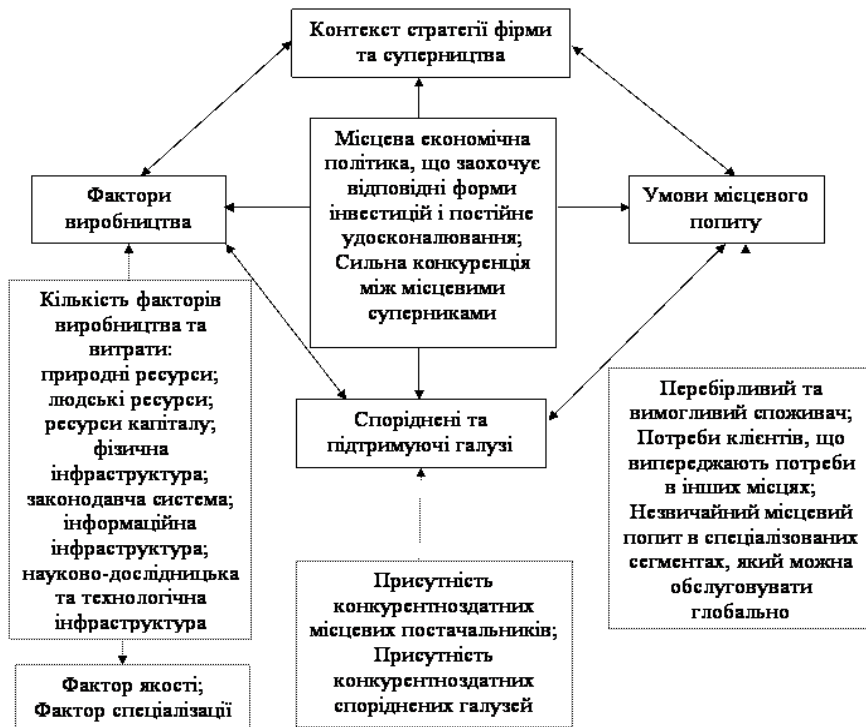 Контекст стратегії фірми
та суперництва
Місцева економічна
політика, що заохочує
відповідні форми
інвестицій і постійне
удосконалювання;
Сильна конкуренція
між місцевими
суперниками
Фактори
виробництва
Умови місцевого
попиту
Кількість факторів
виробництва та
витрати:
природні ресурси;
людські ресурси;
ресурси капіталу;
фізична
інфраструктура;
законодавча система;
інформаційна
інфраструктура;
науково-дослідницька
та технологічна
інфраструктура
Споріднені та
підтримуючі галузі
Перебірливий та
вимогливий споживач;
Потреби клієнтів, що
випереджають потреби
в інших місцях;
Незвичайний місцевий
попит в спеціалізованих
сегментах, який можна
обслуговувати
глобально
Присутність
конкурентноздатних
місцевих постачальників;
Присутність
конкурентноздатних
споріднених галузей
Фактор якості;
Фактор спеціалізації